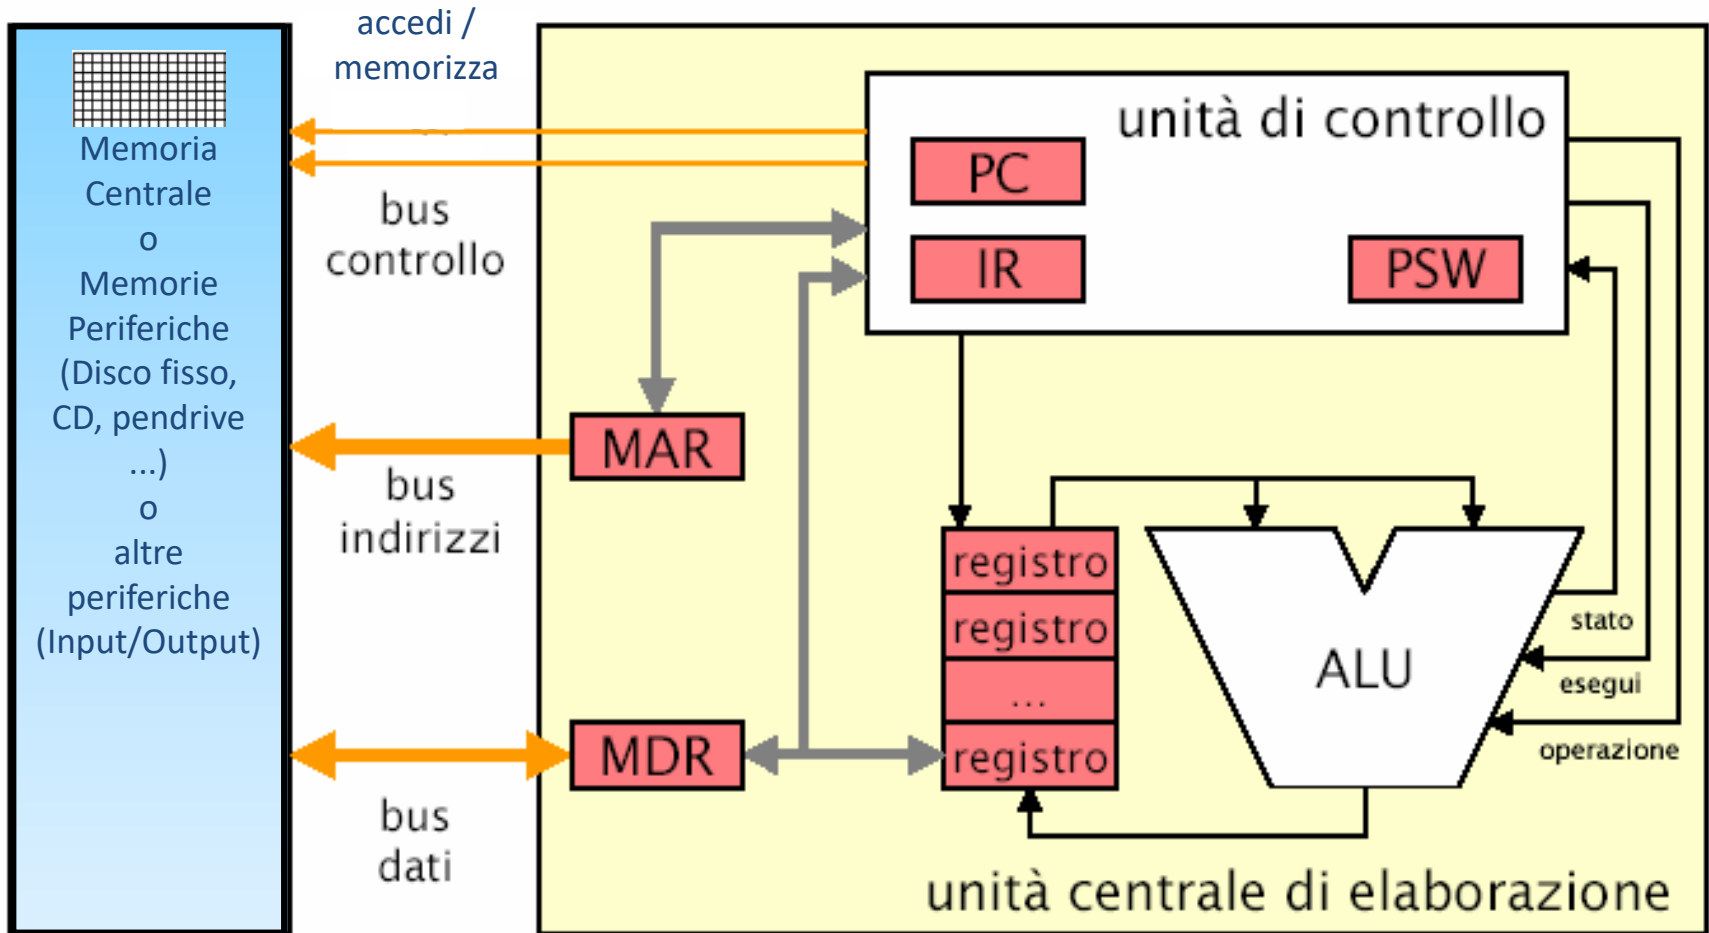 accedi /
memorizza
Memoria
Centrale
o
Memorie
Periferiche
(Disco fisso,
CD, pendrive
...)
o
altre
periferiche
(Input/Output)
bus
controllo
bus
indirizzi
bus
dati
unità di controllo
PC
IR
PSW
MAR
MDR
registro
registro
...
registro
ALU
stato
esegui
operazione
unità centrale di elaborazione